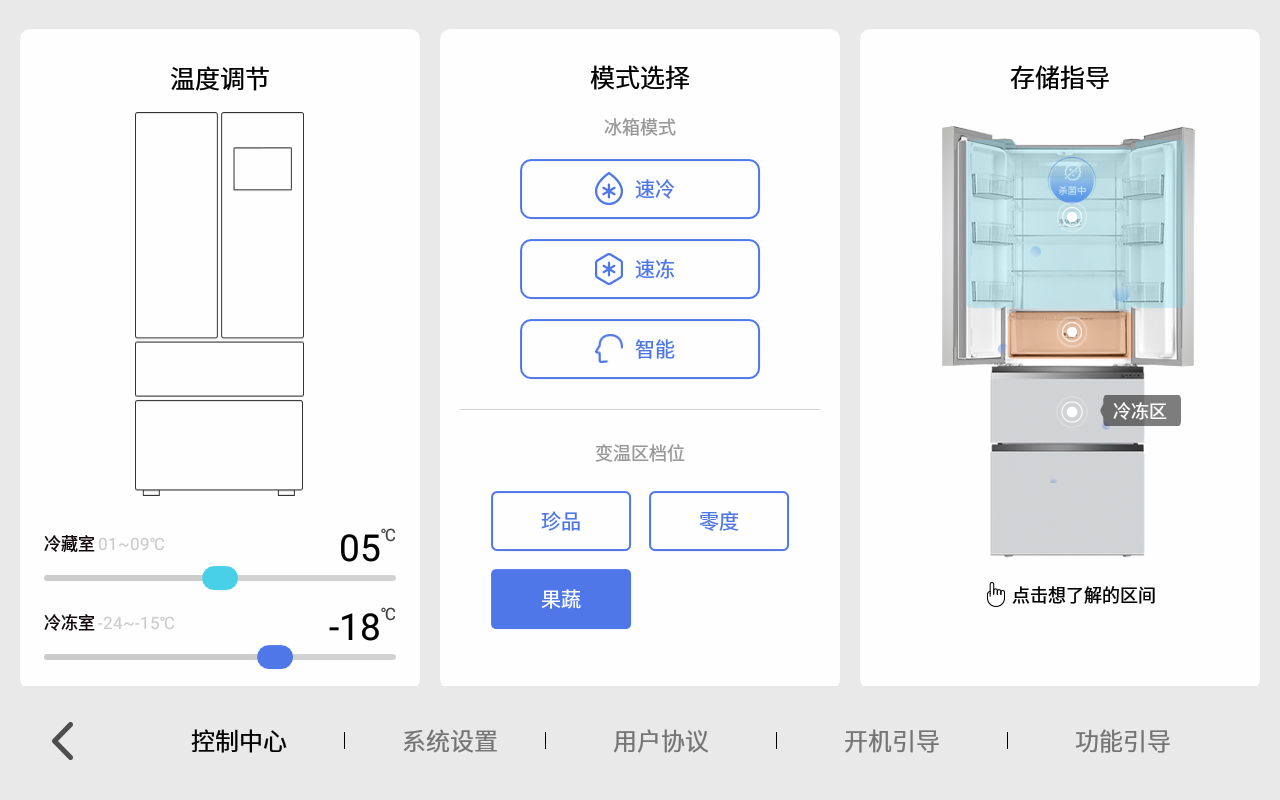 温度调节
冷藏室 01~09℃
05℃
冷冻室 -24~-15℃
-18℃
模式选择
冰箱模式
速冷
速冻
智能
变温区档位
珍品
零度
果蔬
存储指导
杀菌中
冷冻区
点击想了解的区间
控制中心
系统设置
用户协议
开机引导
功能引导